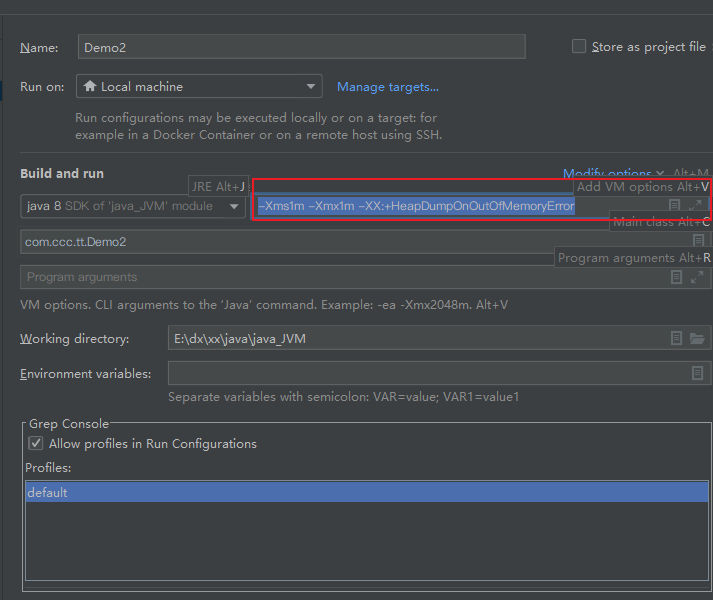 Name: Demo2 Store as project file
Run on: Local machine Manage targets...
Run configurations may be executed locally or on a target: for
example in a Docker Container or on a remote host using SSH.
Build and run Modify options Alt+M
JRE Alt+J Add VM options Alt+V
java 8 SDK of 'java_JVM' module –Xms1m –Xmx1m –XX:+HeapDumpOnOutOfMemoryError
Main class Alt+C
com.ccc.tt.Demo2
Program arguments Alt+R
Program arguments
VM options. CLI arguments to the 'Java' command. Example: -ea -Xmx2048m. Alt+V
Working directory: E:\dx\xx\java\java_JVM
Environment variables:
Separate variables with semicolon: VAR=value; VAR1=value1
Grep Console
Allow profiles in Run Configurations
Profiles:
default